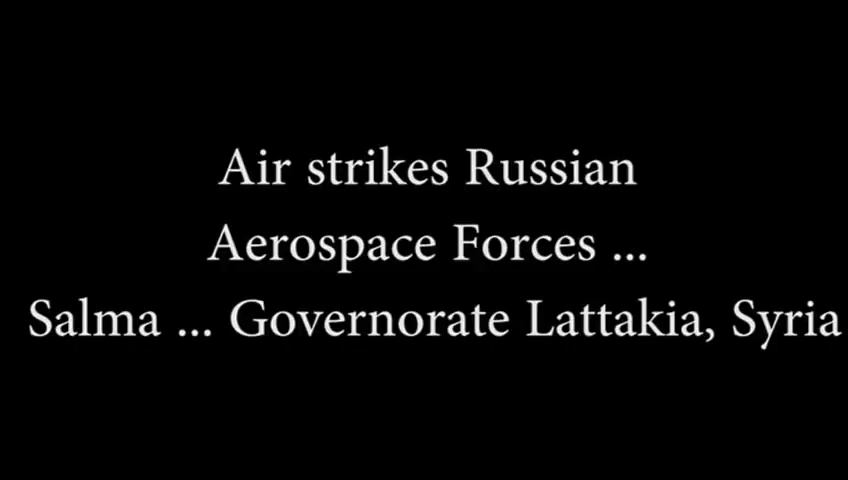 Air strikes Russian
Aerospace Forces ...
Salma ... Governorate Lattakia, Syria